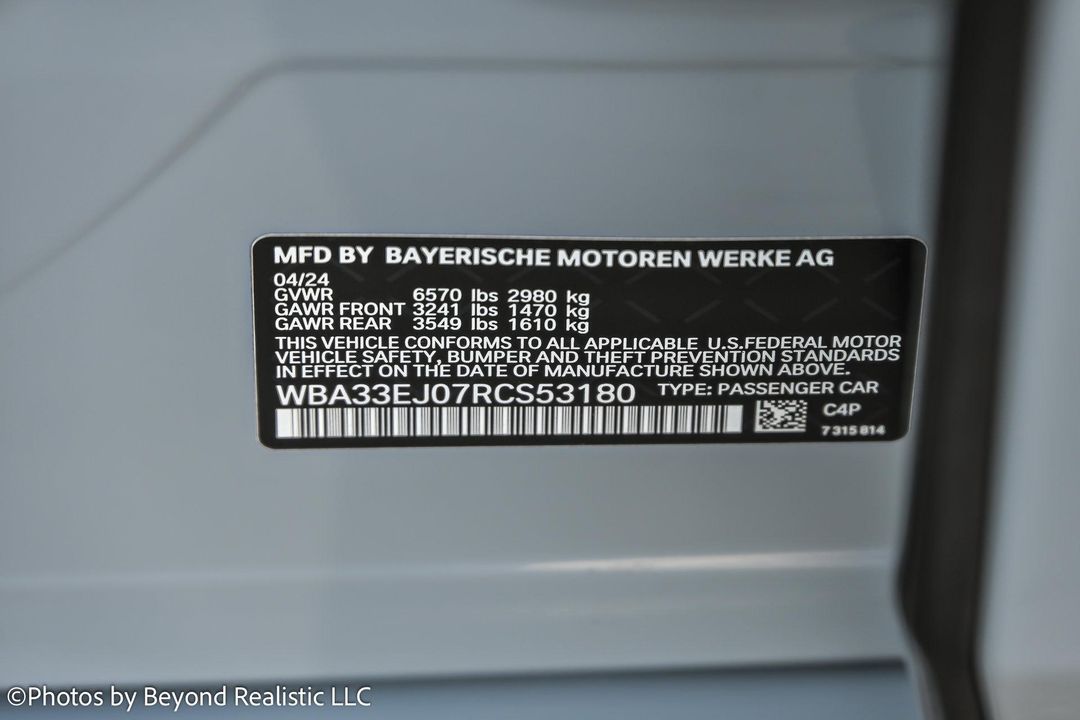 MFD BY BAYERISCHE MOTOREN WERKE AG
04/24
GVWR 6570 lbs 2980 kg
GAWR FRONT 3241 lbs 1470 kg
GAWR REAR 3549 lbs 1610 kg
THIS VEHICLE CONFORMS TO ALL APPLICABLE U.S.FEDERAL MOTOR
VEHICLE SAFETY, BUMPER AND THEFT PREVENTION STANDARDS
IN EFFECT ON THE DATE OF MANUFACTURE SHOWN ABOVE.
WBA33EJ07RCS53180 TYPE: PASSENGER CAR
C4P
7 315 814
©Photos by Beyond Realistic LLC